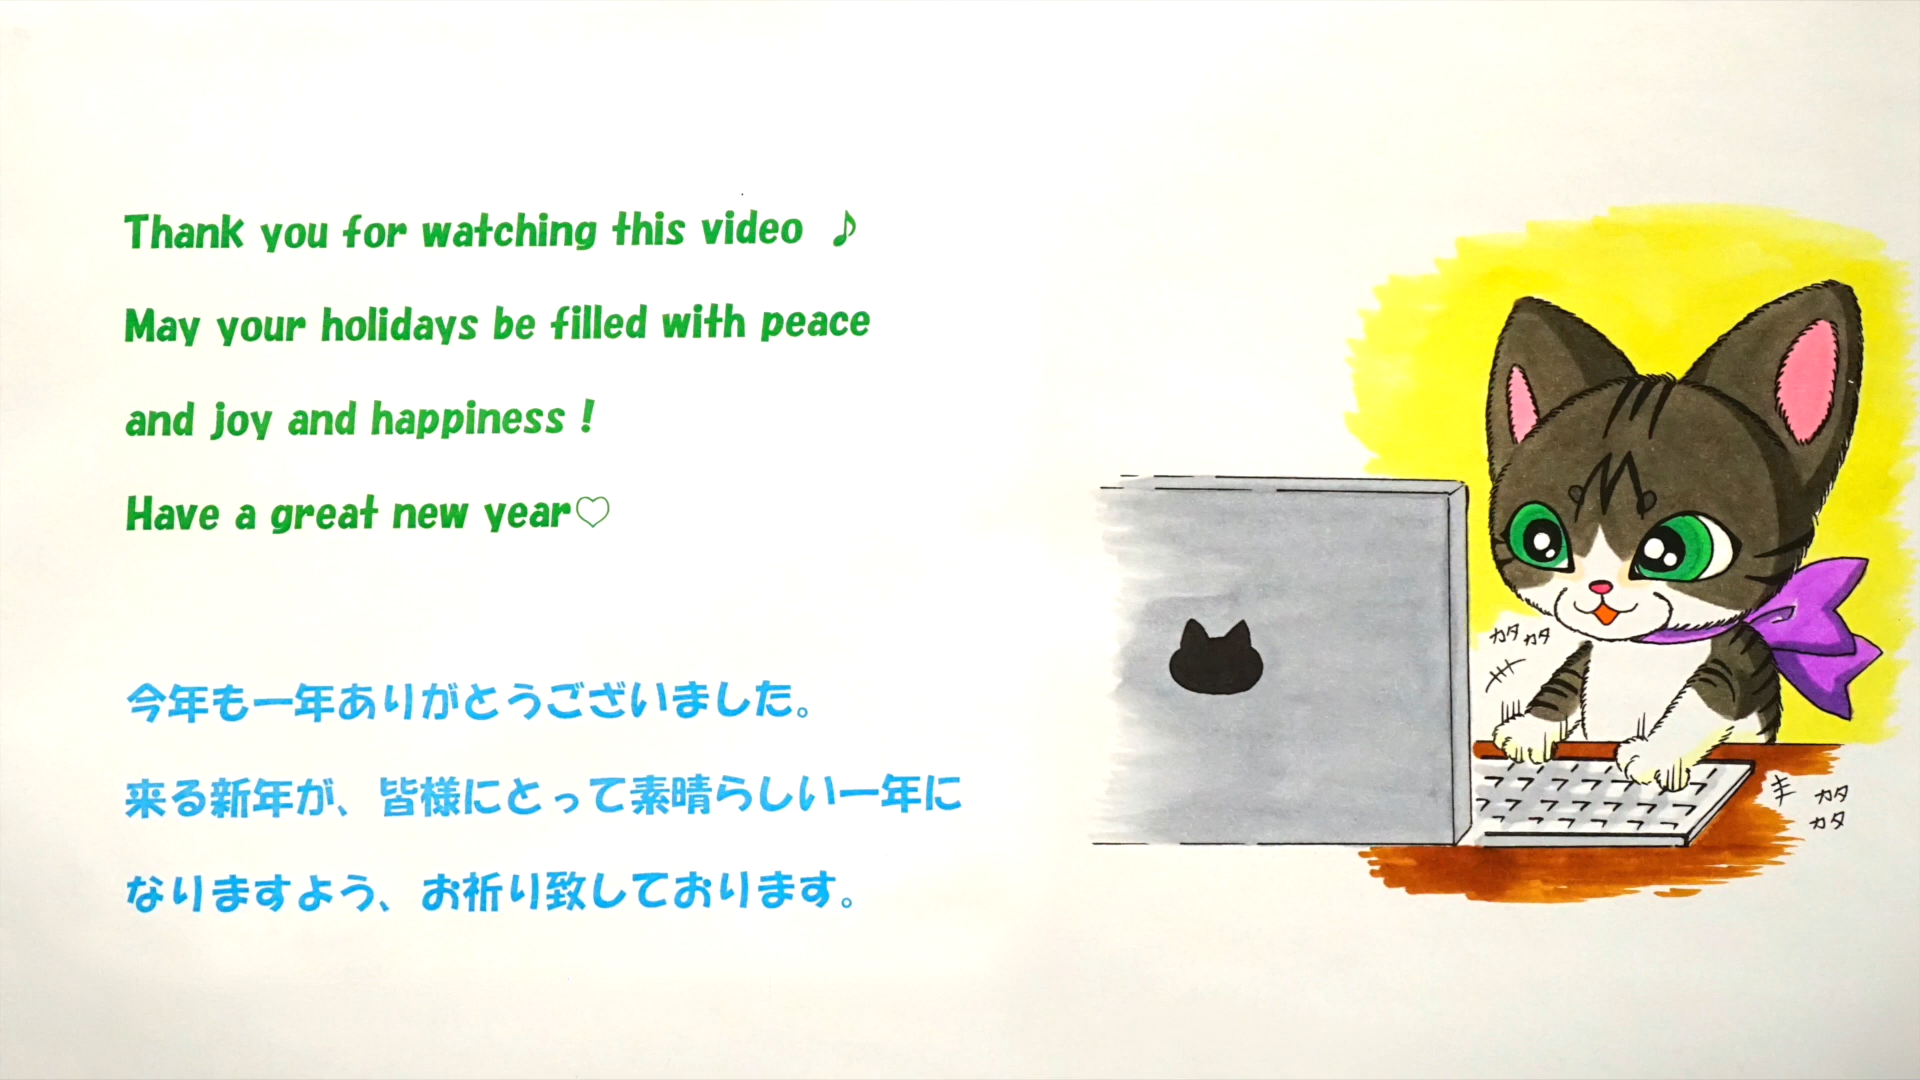 Thank you for watching this video ♪
May your holidays be filled with peace
and joy and happiness!
Have a great new year♡
今年も一年ありがとうございました。
来る新年が、皆様にとって素晴らしい一年に
なりますよう、お祈り致しております。
カタカタ
カタ
カタ